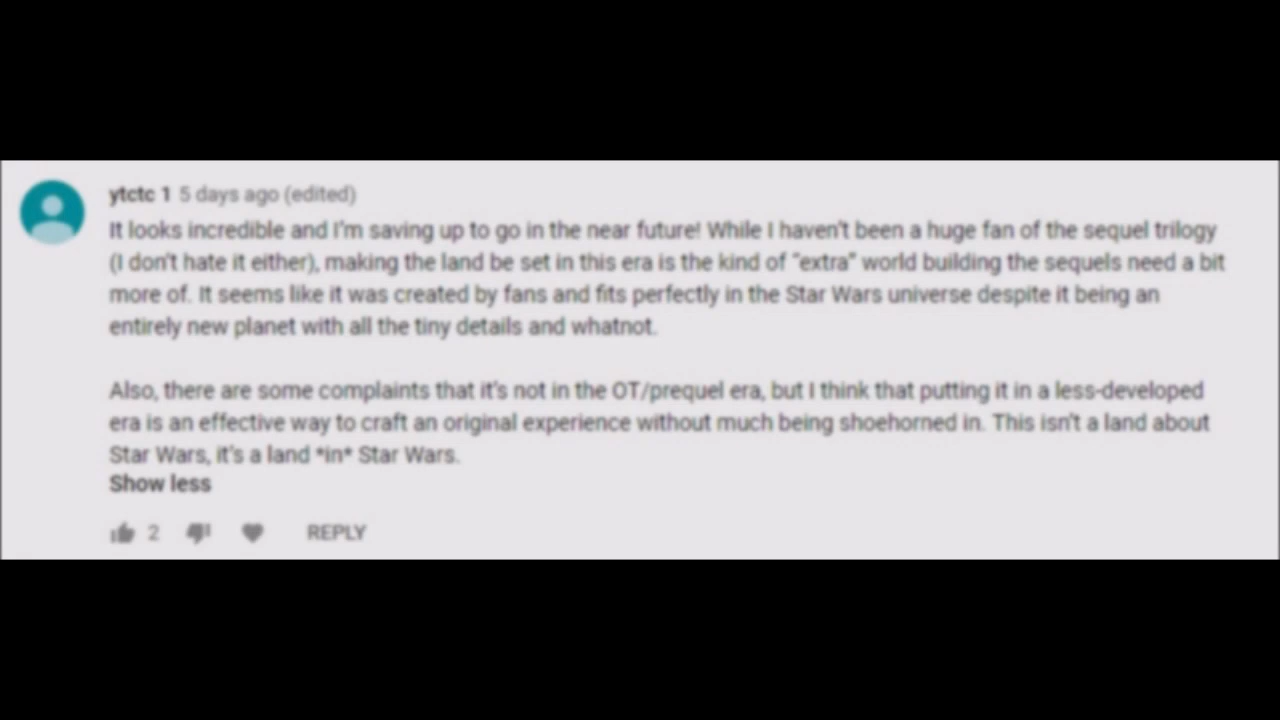 ytctc 1 5 days ago (edited)
It looks incredible and I'm saving up to go in the near future! While I haven't been a huge fan of the sequel trilogy
(I don't hate it either), making the land be set in this era is the kind of "extra" world building the sequels need a bit
more of. It seems like it was created by fans and fits perfectly in the Star Wars universe despite it being an
entirely new planet with all the tiny details and whatnot.
Also, there are some complaints that it's not in the OT/prequel era, but I think that putting it in a less-developed
era is an effective way to craft an original experience without much being shoehorned in. This isn't a land about
Star Wars, it's a land *in* Star Wars.
Show less
2 REPLY